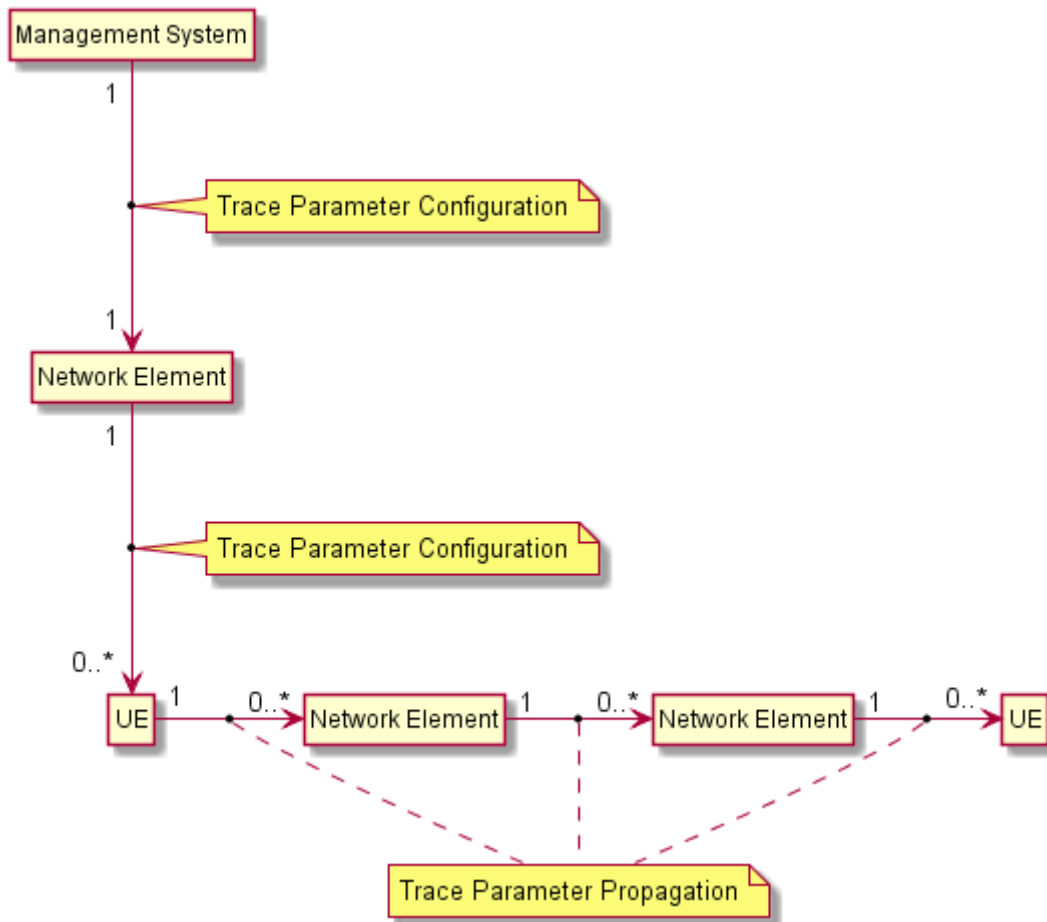 Management System
1
Trace Parameter Configuration
1
Network Element
1
Trace Parameter Configuration
0..*
UE
1
0..*
Network Element
1
0..*
Network Element
1
0..*
UE
Trace Parameter Propagation